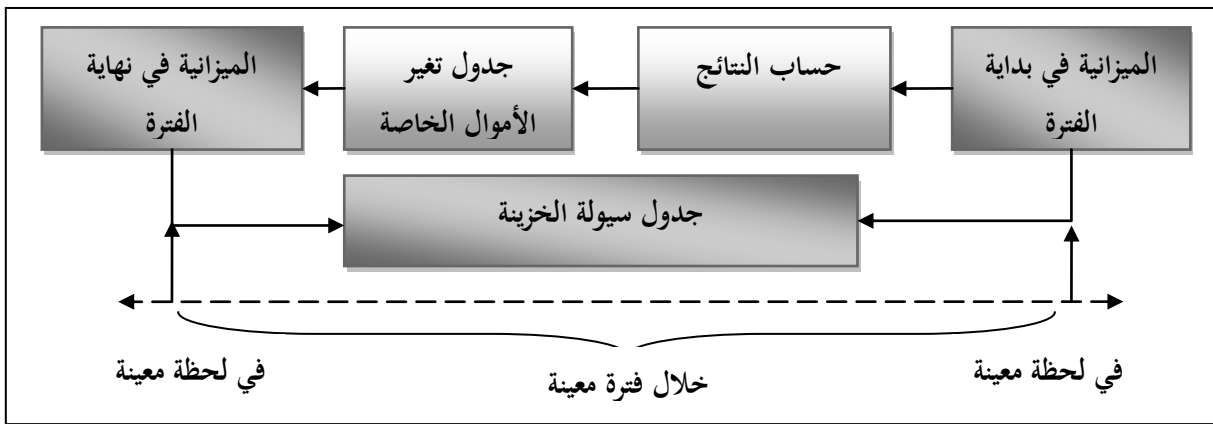 الميزانية في بداية
الفترة
حساب النتائج
جدول تغير
الأموال الخاصة
الميزانية في نهاية
الفترة
جدول سيولة الخزينة
في لحظة معينة
خلال فترة معينة
في لحظة معينة